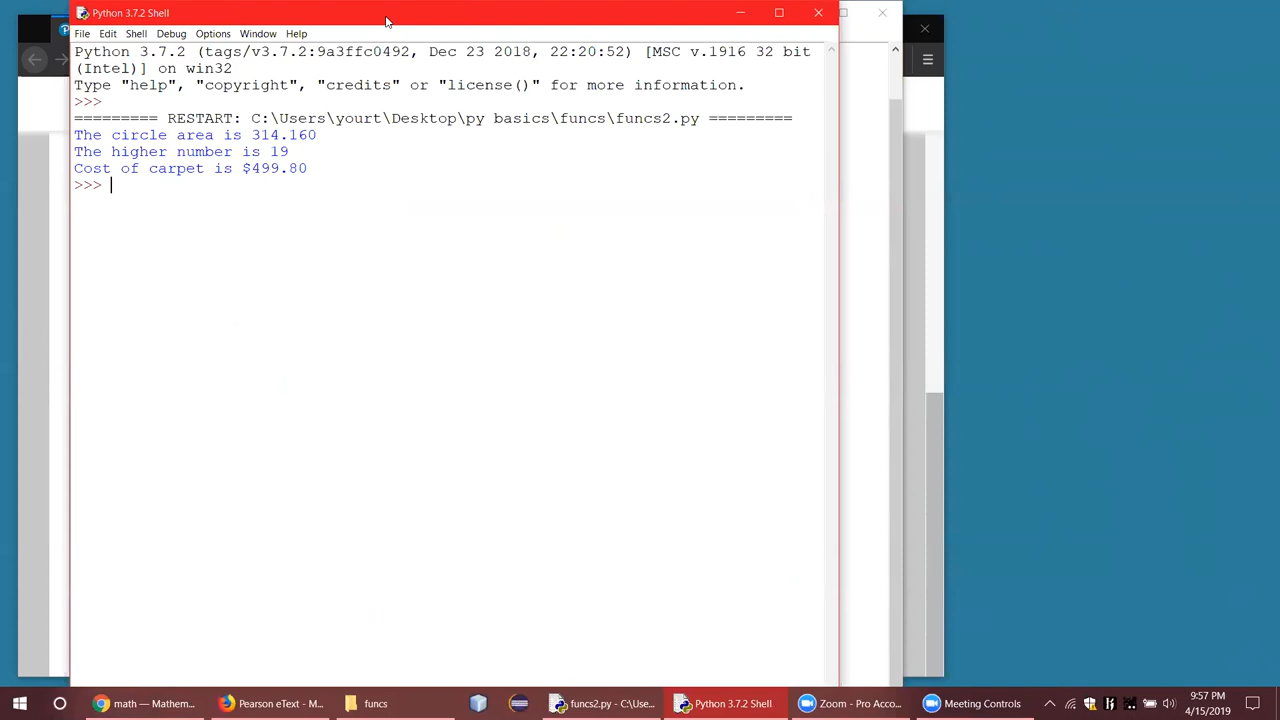 Python 3.7.2 Shell
File Edit Shell Debug Options Window Help
Python 3.7.2 (tags/v3.7.2:9a3ffc0492, Dec 23 2018, 22:20:52) [MSC v.1916 32 bit
(Intel)] on win32
Type "help", "copyright", "credits" or "license()" for more information.
>>>
========= RESTART: C:\Users\yourt\Desktop\py basics\funcs\funcs2.py =========
The circle area is 314.160
The higher number is 19
Cost of carpet is $499.80
>>>
math — Mathem...
Pearson eText - M...
funcs
funcs2.py - C:\Use...
Python 3.7.2 Shell
Zoom - Pro Acco...
Meeting Controls
9:57 PM
4/15/2019